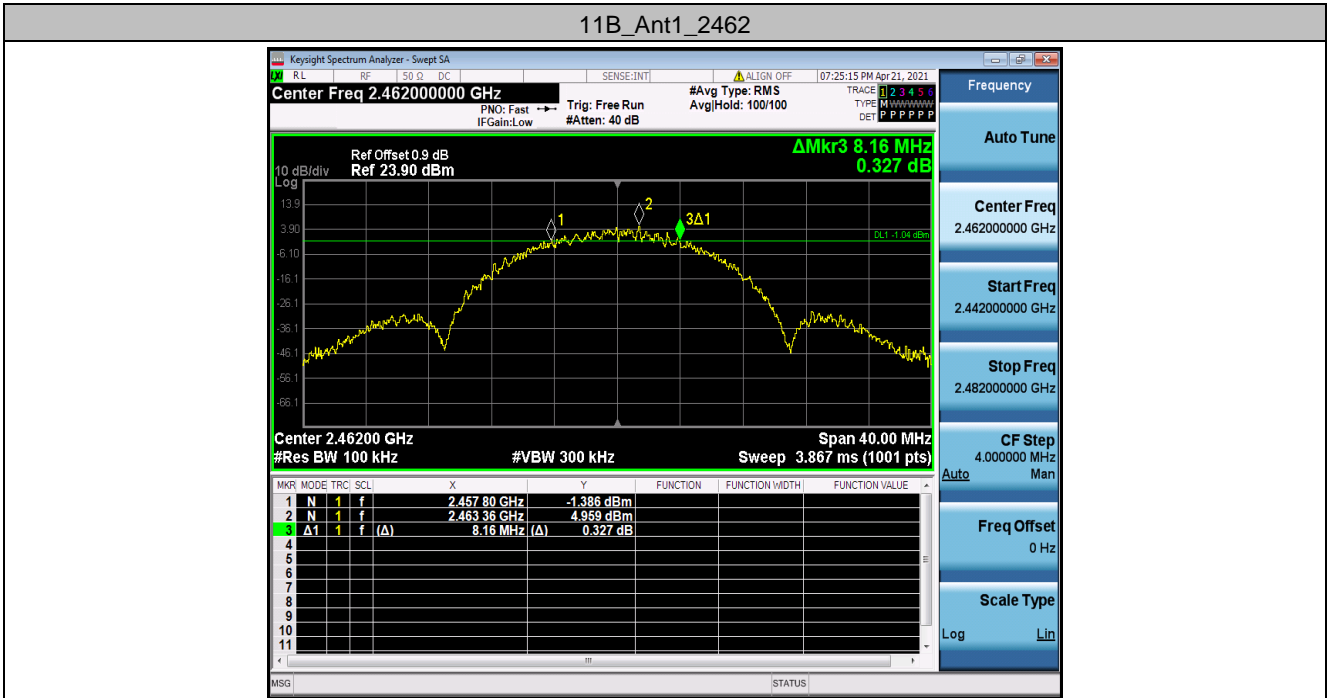 11B_Ant1_2462
Keysight Spectrum Analyzer - Swept SA
LXI RL RF 50 Ω DC SENSE:INT ALIGN OFF 07:25:15 PM Apr 21, 2021
Center Freq 2.462000000 GHz
#Avg Type: RMS
TRACE 1 2 3 4 5 6
PNO: Fast
Trig: Free Run
Avg|Hold: 100/100
TYPE MWWWWW
IFGain:Low
#Atten: 40 dB
DET P P P P P P
Frequency
Auto Tune
Center Freq
2.462000000 GHz
Start Freq
2.442000000 GHz
Stop Freq
2.482000000 GHz
CF Step
4.000000 MHz
Auto Man
Freq Offset
0 Hz
Scale Type
Log Lin
ΔMkr3 8.16 MHz
0.327 dB
Ref Offset 0.9 dB
10 dB/div Ref 23.90 dBm
Log
13.9
3.90
-6.10
-16.1
-26.1
-36.1
-46.1
-56.1
-66.1
1
2
3Δ1
DL1 -1.04 dBm
Center 2.46200 GHz Span 40.00 MHz
#Res BW 100 kHz #VBW 300 kHz Sweep 3.867 ms (1001 pts)
MKR MODE TRC SCL X Y FUNCTION FUNCTION WIDTH FUNCTION VALUE
1 N 1 f 2.457 80 GHz -1.386 dBm
2 N 1 f 2.463 36 GHz 4.959 dBm
3 Δ1 1 f (Δ) 8.16 MHz (Δ) 0.327 dB
4
5
6
7
8
9
10
11
MSG STATUS